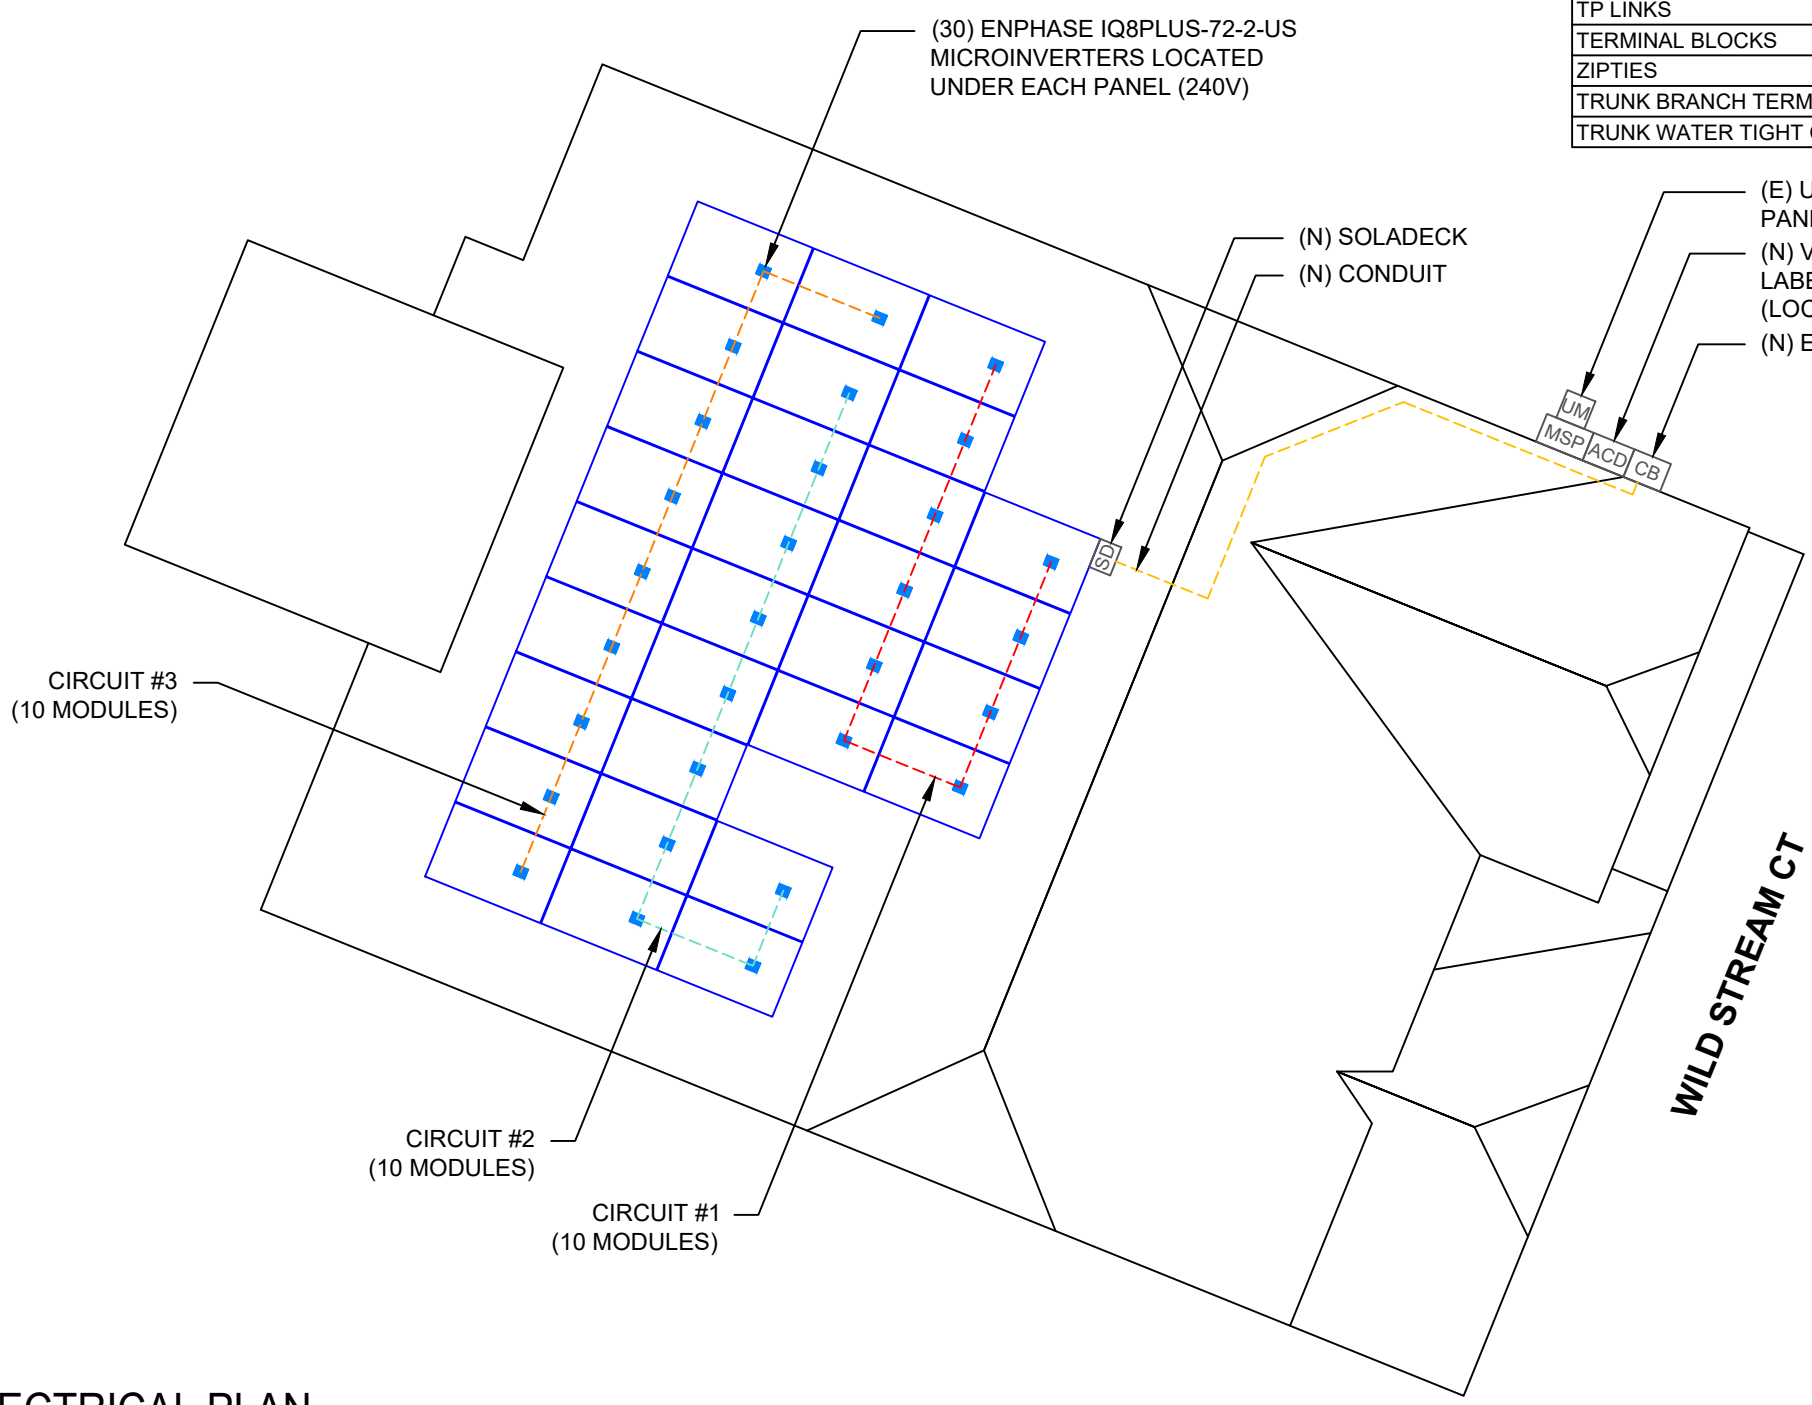 (30) ENPHASE IQ8PLUS-72-2-US
MICROINVERTERS LOCATED
UNDER EACH PANEL (240V)
TP LINKS
TERMINAL BLOCKS
ZIPTIES
TRUNK BRANCH
TRUNK WATER TIGHT
(E)
(N) SOLADECK
(N) CONDUIT
(N)
(N)
UM
MSP
ACD
CB
SD
CIRCUIT #3
(10 MODULES)
CIRCUIT #2
(10 MODULES)
CIRCUIT #1
(10 MODULES)
WILD STREAM CT
PLAN